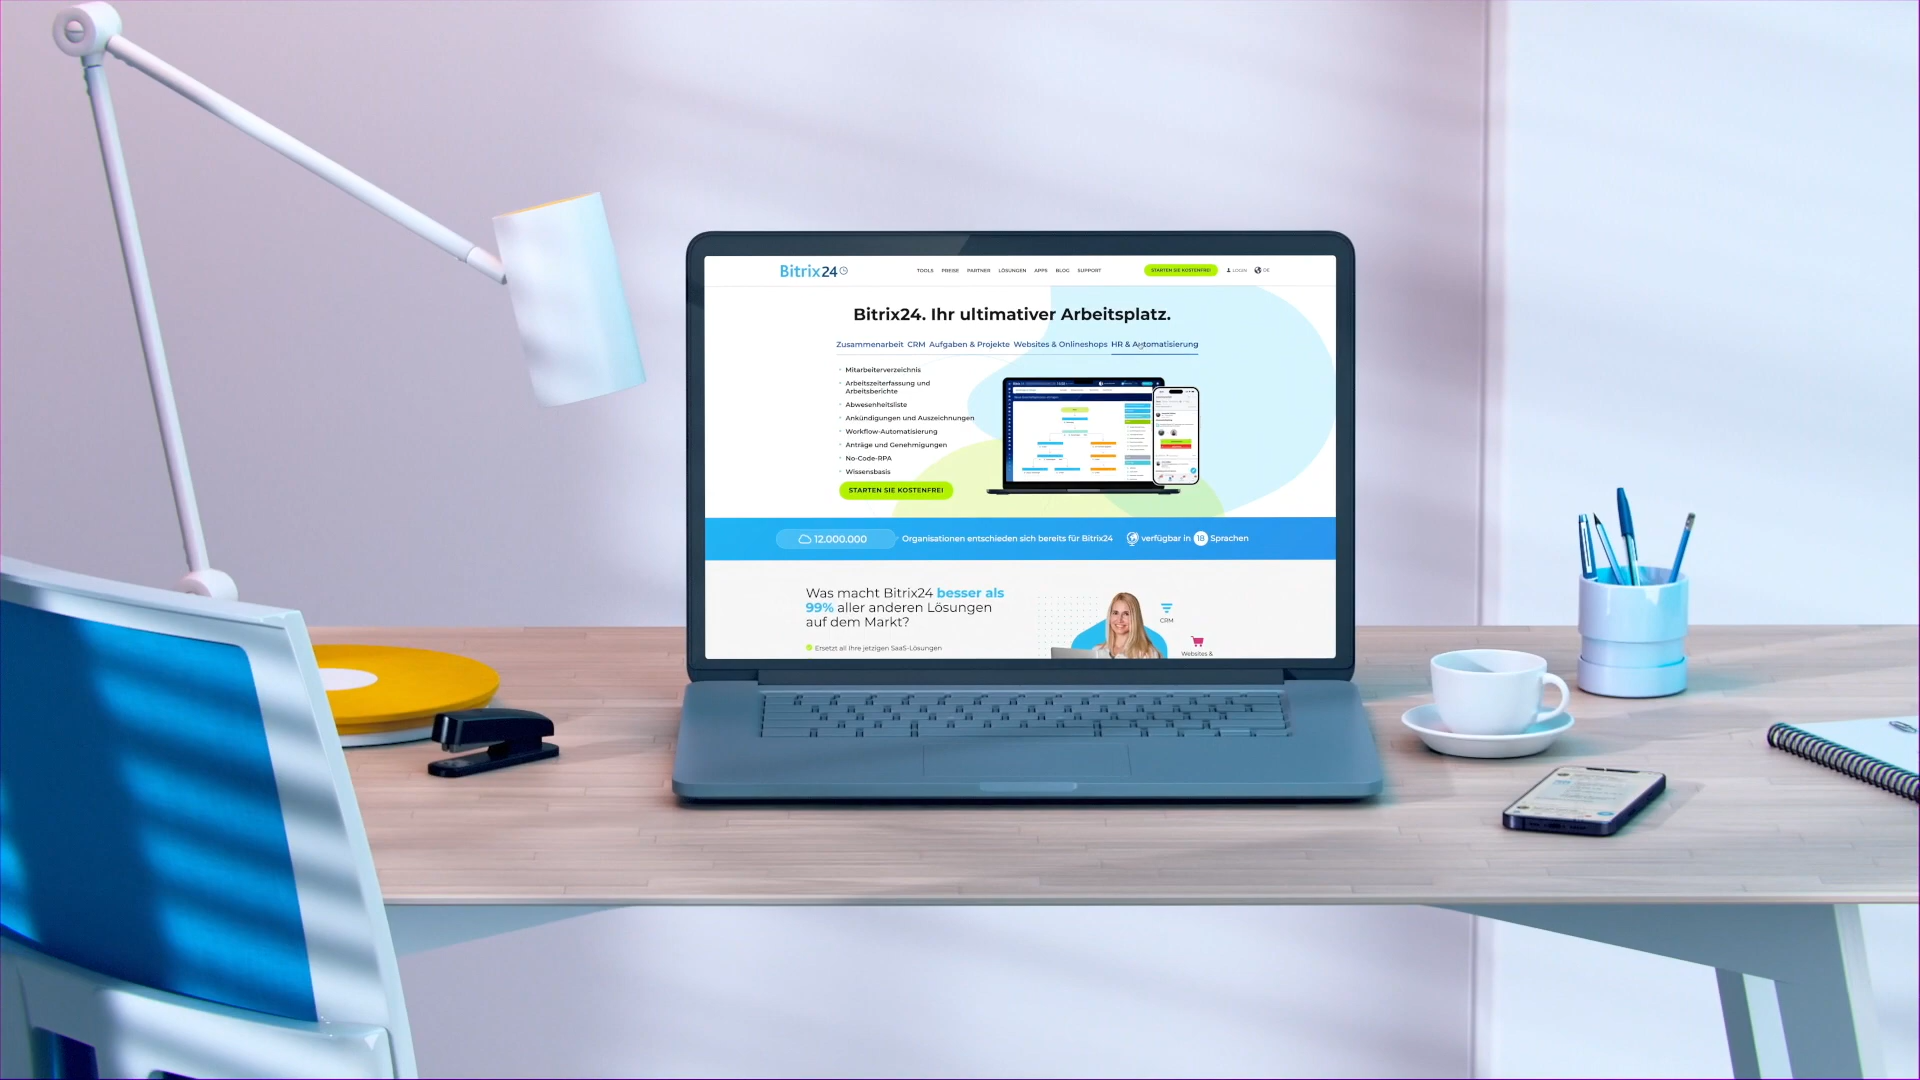 Bitrix24
TOOLS PREISE PARTNER LÖSUNGEN APPS BLOG SUPPORT
STARTEN SIE KOSTENFREI
LOGIN
DE
Bitrix24. Ihr ultimativer Arbeitsplatz.
Zusammenarbeit CRM Aufgaben & Projekte Websites & Onlineshops HR & Automatisierung
Mitarbeiterverzeichnis
Arbeitszeiterfassung und
Arbeitsberichte
Abwesenheitsliste
Ankündigungen und Auszeichnungen
Workflow-Automatisierung
Anträge und Genehmigungen
No-Code-RPA
Wissensbasis
STARTEN SIE KOSTENFREI
12.000.000 Organisationen entschieden sich bereits für Bitrix24 verfügbar in 18 Sprachen
Was macht Bitrix24 besser als
99% aller anderen Lösungen
auf dem Markt?
Ersetzt all Ihre jetzigen SaaS-Lösungen
CRM
Websites &